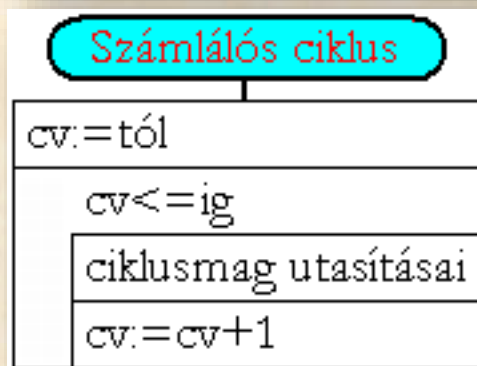 Számlálós ciklus
cv:=tól
cv<=ig
ciklusmag utasításai
cv:=cv+1